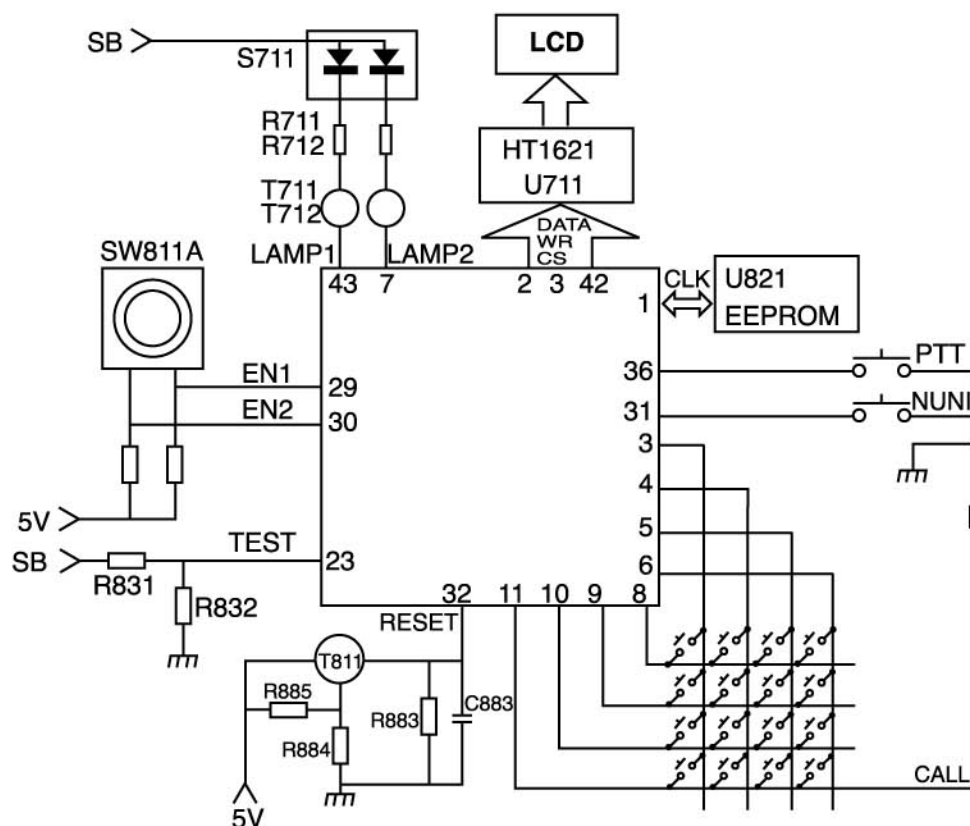 SB
S711
LCD
R711
R712
HT1621
U711
T711
T712
DATA
WR
CS
SW811A
LAMP1
LAMP2
43
7
2
3
42
CLK
U821
EEPROM
1
EN1
29
EN2
30
36
PTT
31
NUNI
3
4
5
6
5V
SB
TEST
23
R831
R832
32
11
10
9
8
RESET
T811
R885
R883
C883
R884
5V
CALL